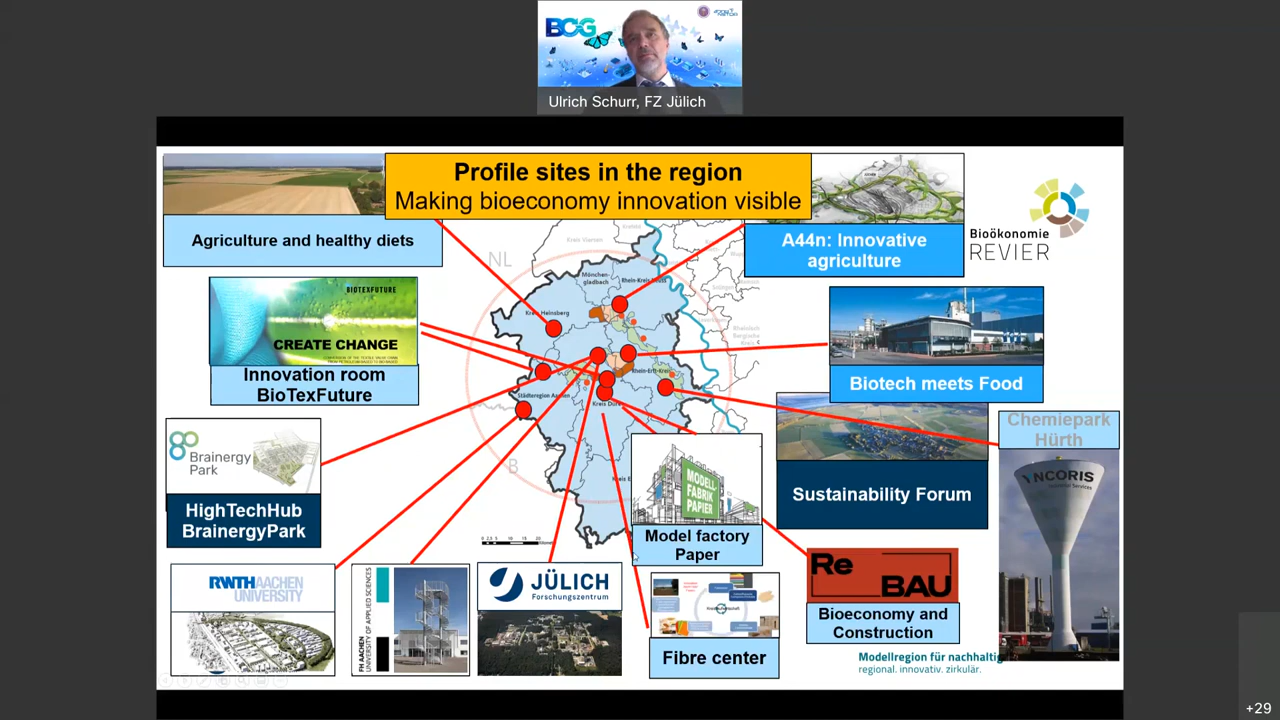 BCG
Ulrich Schurr, FZ Jülich
Profile sites in the region
Making bioeconomy innovation visible
Agriculture and healthy diets
A44n: Innovative
agriculture
Bioökonomie
REVIER
NL
Kreis Viersen
Mönchen-
gladbach
Rhein-Kreis Neuss
Kreis Heinsberg
Rhein-Erft-Kreis
Städteregion Aachen
B
BIOTEXFUTURE
CREATE CHANGE
Innovation room
BioTexFuture
Biotech meets Food
Brainergy
Park
HighTechHub
BrainergyPark
Sustainability Forum
Chemiepark
Hürth
YNCORIS
MODELL
FABRIK
PAPIER
Model factory
Paper
RWTHAACHEN
UNIVERSITY
FH AACHEN
UNIVERSITY OF APPLIED SCIENCES
JÜLICH
Forschungszentrum
Fibre center
Re
BAU
Bioeconomy and
Construction
Modellregion für nachhaltig
regional. innovativ. zirkulär.
+29